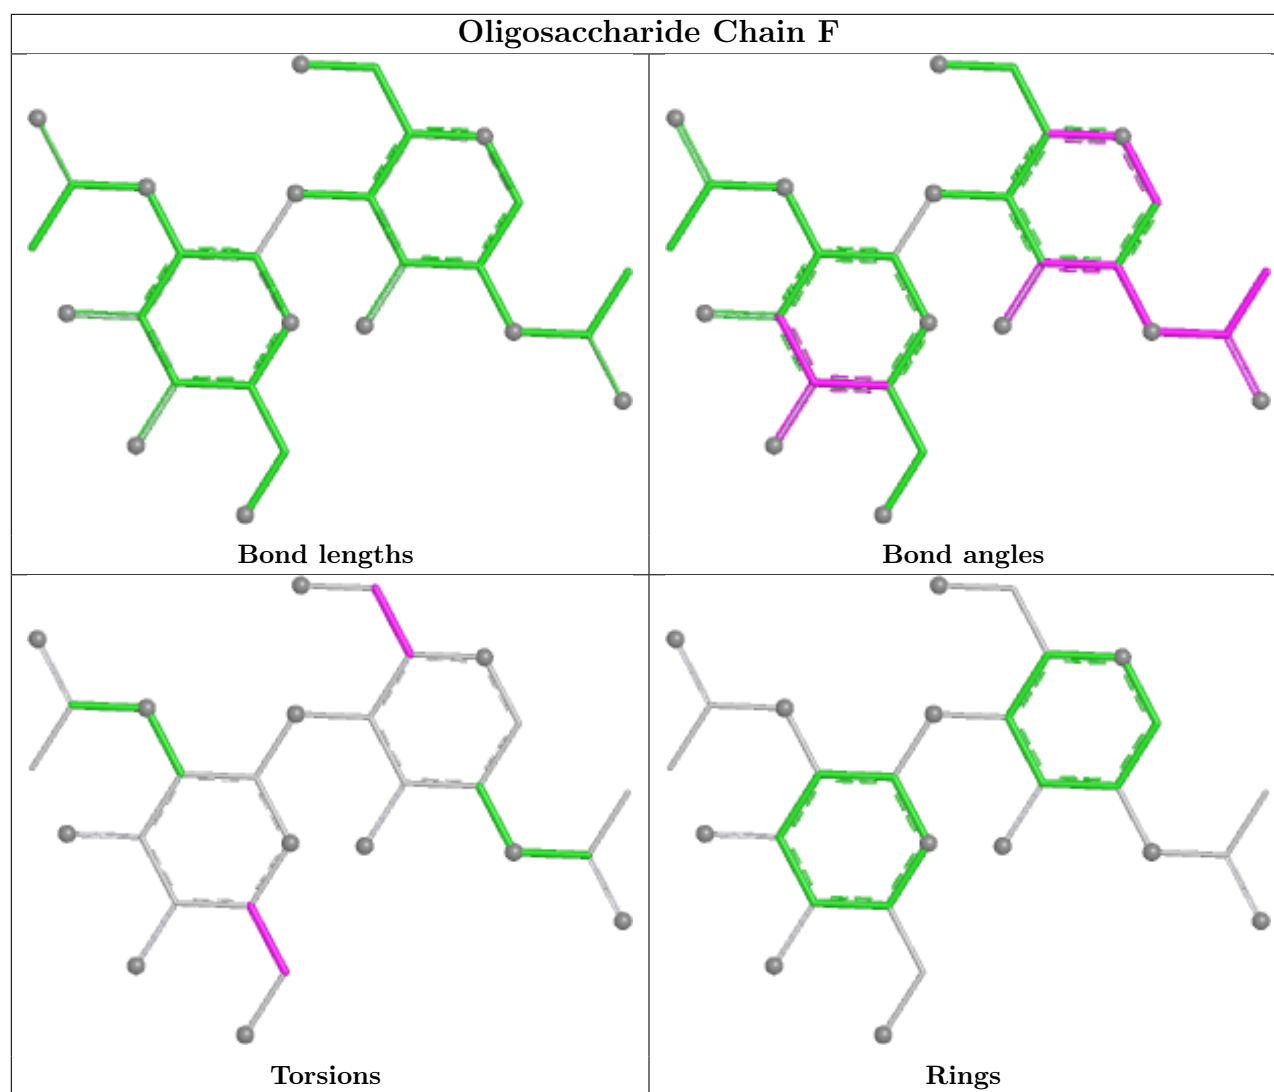 Oligosaccharide Chain F
Bond lengths
Bond angles
Torsions
Rings